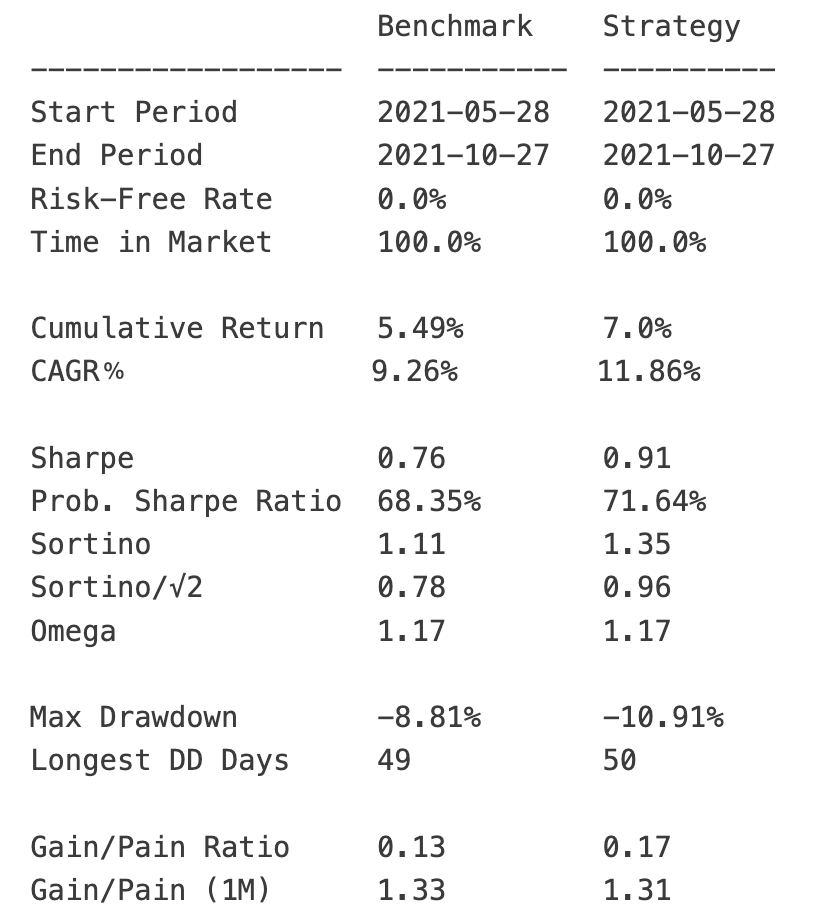 Benchmark Strategy
------------------ ----------- ----------
Start Period 2021-05-28 2021-05-28
End Period 2021-10-27 2021-10-27
Risk-Free Rate 0.0% 0.0%
Time in Market 100.0% 100.0%
Cumulative Return 5.49% 7.0%
CAGR﹪ 9.26% 11.86%
Sharpe 0.76 0.91
Prob. Sharpe Ratio 68.35% 71.64%
Sortino 1.11 1.35
Sortino/√2 0.78 0.96
Omega 1.17 1.17
Max Drawdown -8.81% -10.91%
Longest DD Days 49 50
Gain/Pain Ratio 0.13 0.17
Gain/Pain (1M) 1.33 1.31